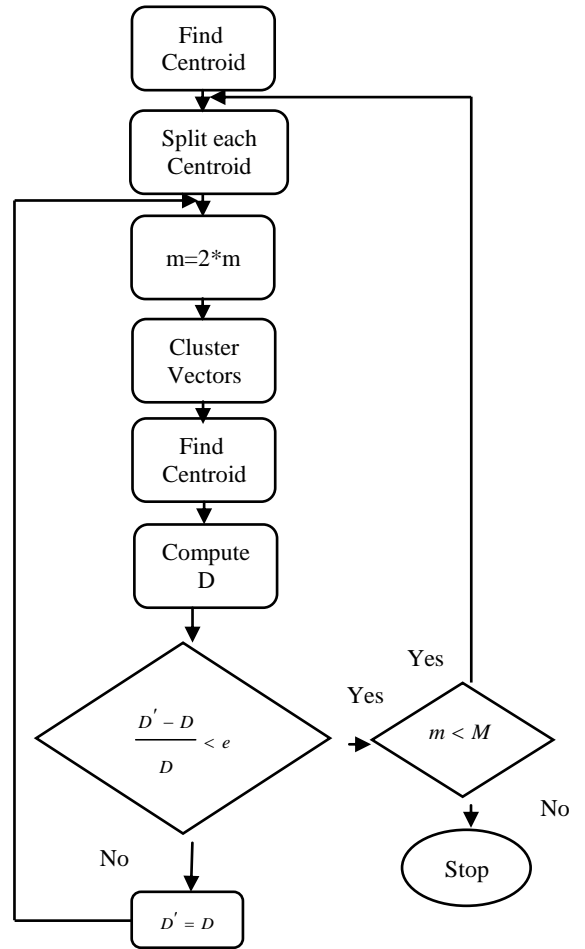 Find
Centroid
Split each
Centroid
m=2*m
Cluster
Vectors
Find
Centroid
Compute
D
D′ − D
D
< e
Yes
Yes
m < M
No
No
Stop
D′ = D